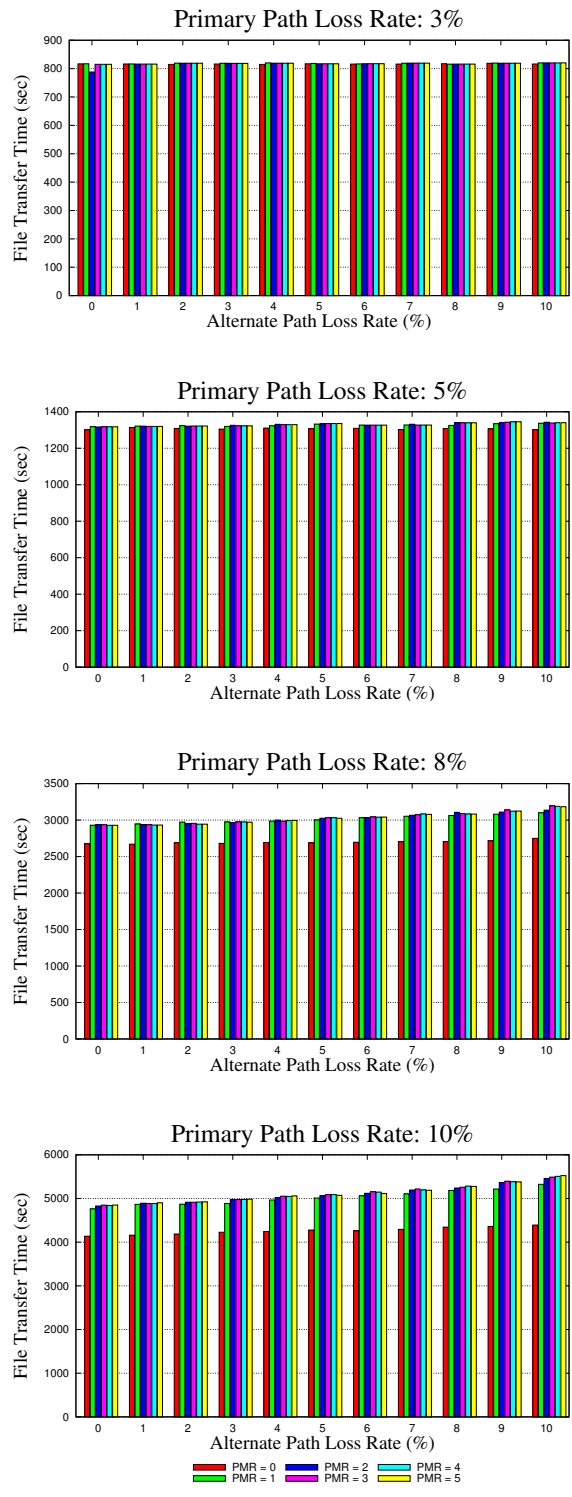 Primary Path Loss Rate: 3%
File Transfer Time (sec)
900
800
700
600
500
400
300
200
100
0
0 1 2 3 4 5 6 7 8 9 10
Alternate Path Loss Rate (%)
Primary Path Loss Rate: 5%
File Transfer Time (sec)
1400
1200
1000
800
600
400
200
0
0 1 2 3 4 5 6 7 8 9 10
Alternate Path Loss Rate (%)
Primary Path Loss Rate: 8%
File Transfer Time (sec)
3500
3000
2500
2000
1500
1000
500
0
0 1 2 3 4 5 6 7 8 9 10
Alternate Path Loss Rate (%)
Primary Path Loss Rate: 10%
File Transfer Time (sec)
6000
5000
4000
3000
2000
1000
0
0 1 2 3 4 5 6 7 8 9 10
Alternate Path Loss Rate (%)
PMR = 0 PMR = 2 PMR = 4
PMR = 1 PMR = 3 PMR = 5